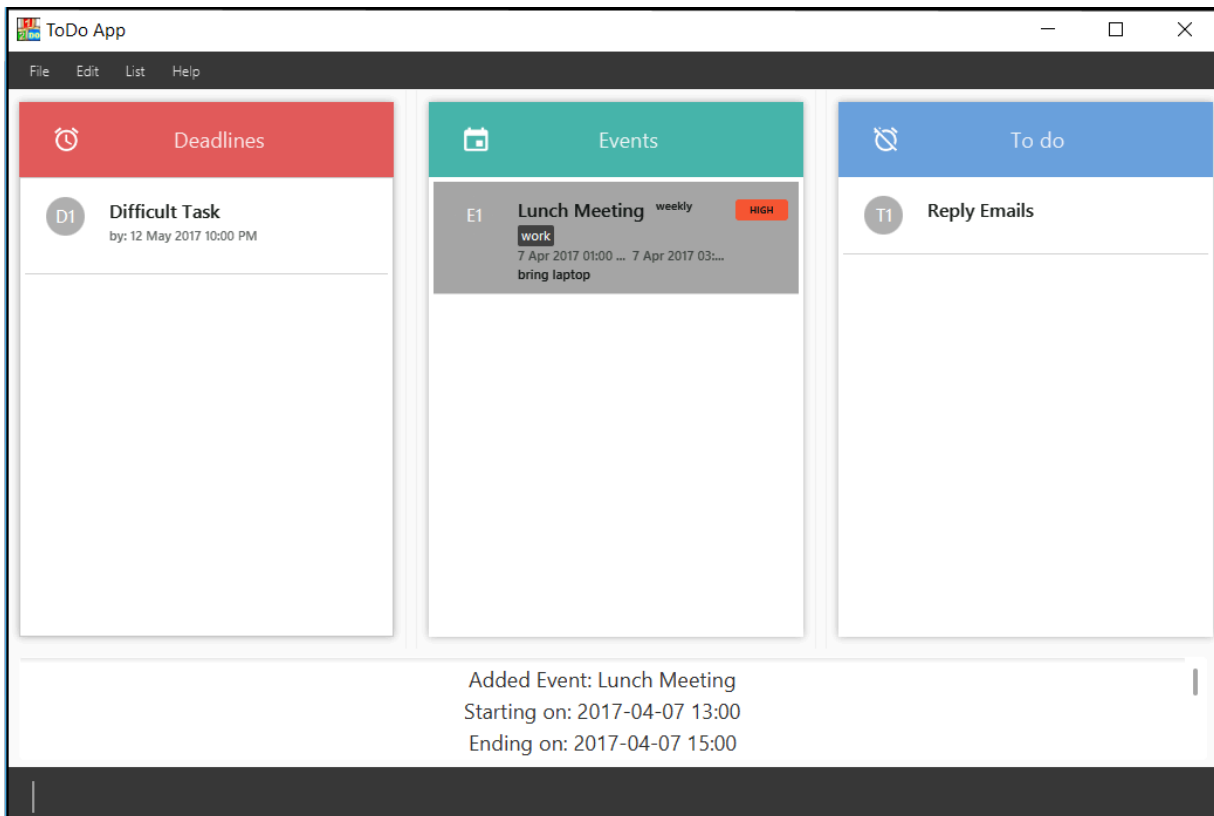 ToDo App
File Edit List Help
Deadlines
D1 Difficult Task
by: 12 May 2017 10:00 PM
Events
E1 Lunch Meeting weekly HIGH
work
7 Apr 2017 01:00 ... 7 Apr 2017 03:...
bring laptop
To do
T1 Reply Emails
Added Event: Lunch Meeting
Starting on: 2017-04-07 13:00
Ending on: 2017-04-07 15:00